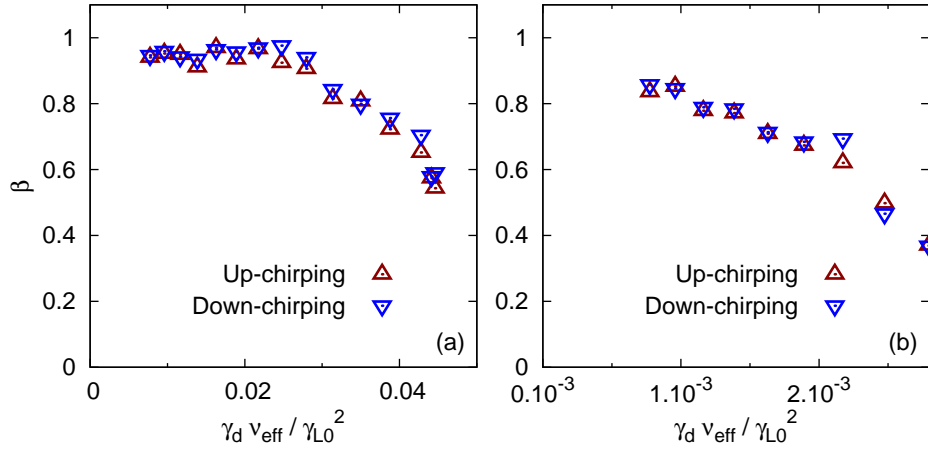 1
0.8
0.6
0.4
0.2
0
β
Up-chirping
Down-chirping
(a)
0
0.02
0.04
γd νeff / γL0²
1
0.8
0.6
0.4
0.2
0
Up-chirping
Down-chirping
(b)
0.10⁻³
1.10⁻³
2.10⁻³
γd νeff / γL0²